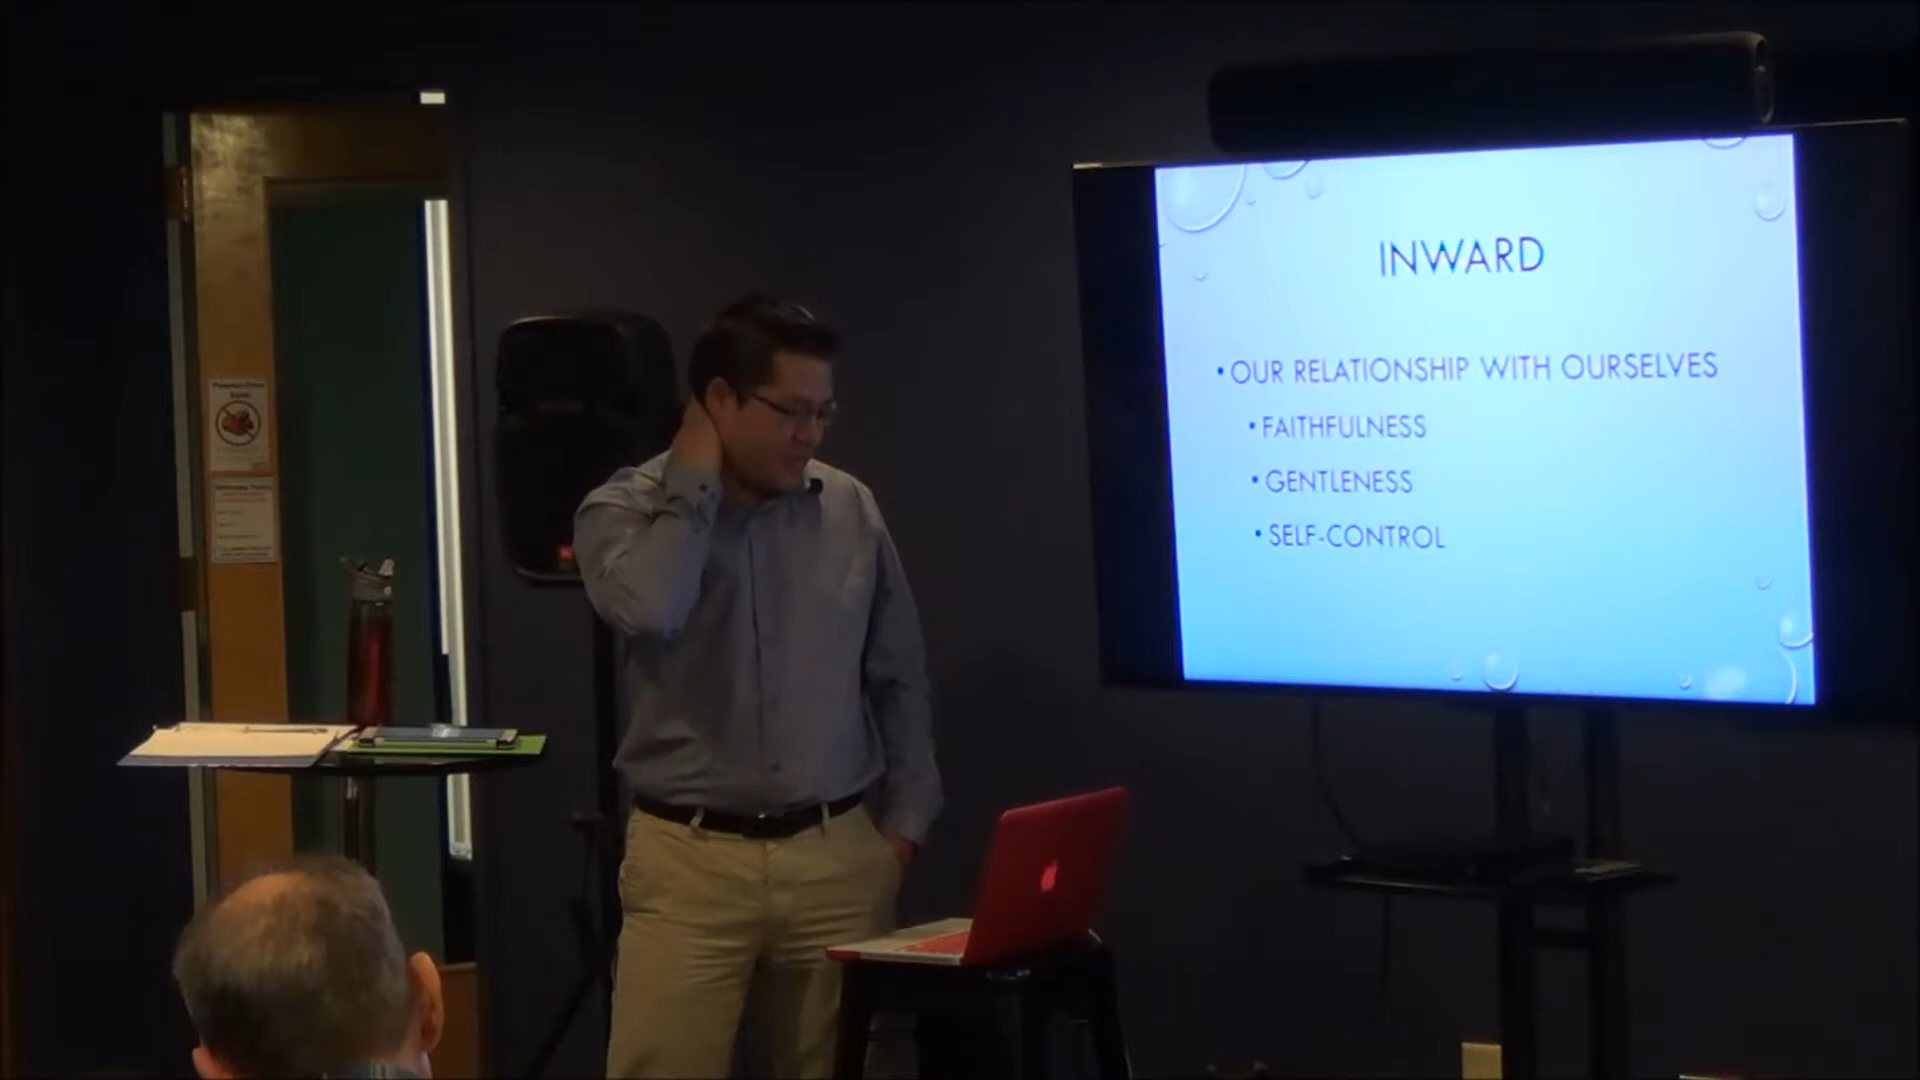 INWARD
• OUR RELATIONSHIP WITH OURSELVES
• FAITHFULNESS
• GENTLENESS
• SELF-CONTROL